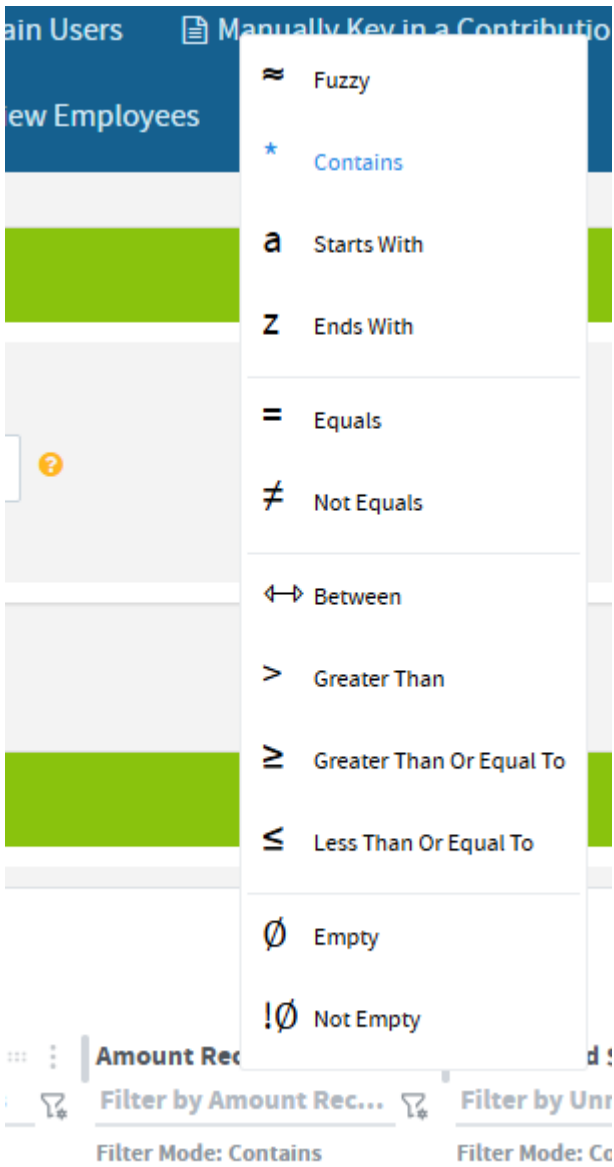 ain Users Manually Key in a Contributio
ew Employees
≈ Fuzzy
* Contains
a Starts With
z Ends With
= Equals
≠ Not Equals
Between
> Greater Than
≥ Greater Than Or Equal To
≤ Less Than Or Equal To
Ø Empty
!Ø Not Empty
Amount Rec d S
Filter by Amount Rec... Filter by Unr
Filter Mode: Contains Filter Mode: Co